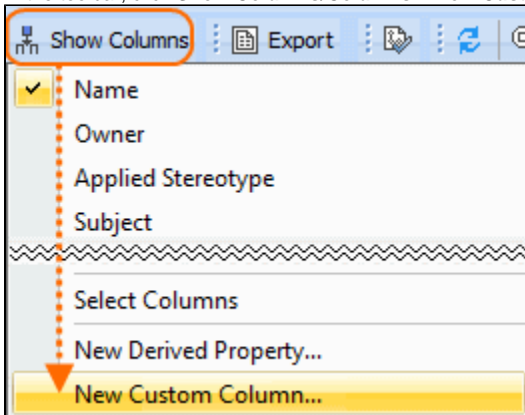 Show Columns Export
Name
Owner
Applied Stereotype
Subject
Select Columns
New Derived Property...
New Custom Column...